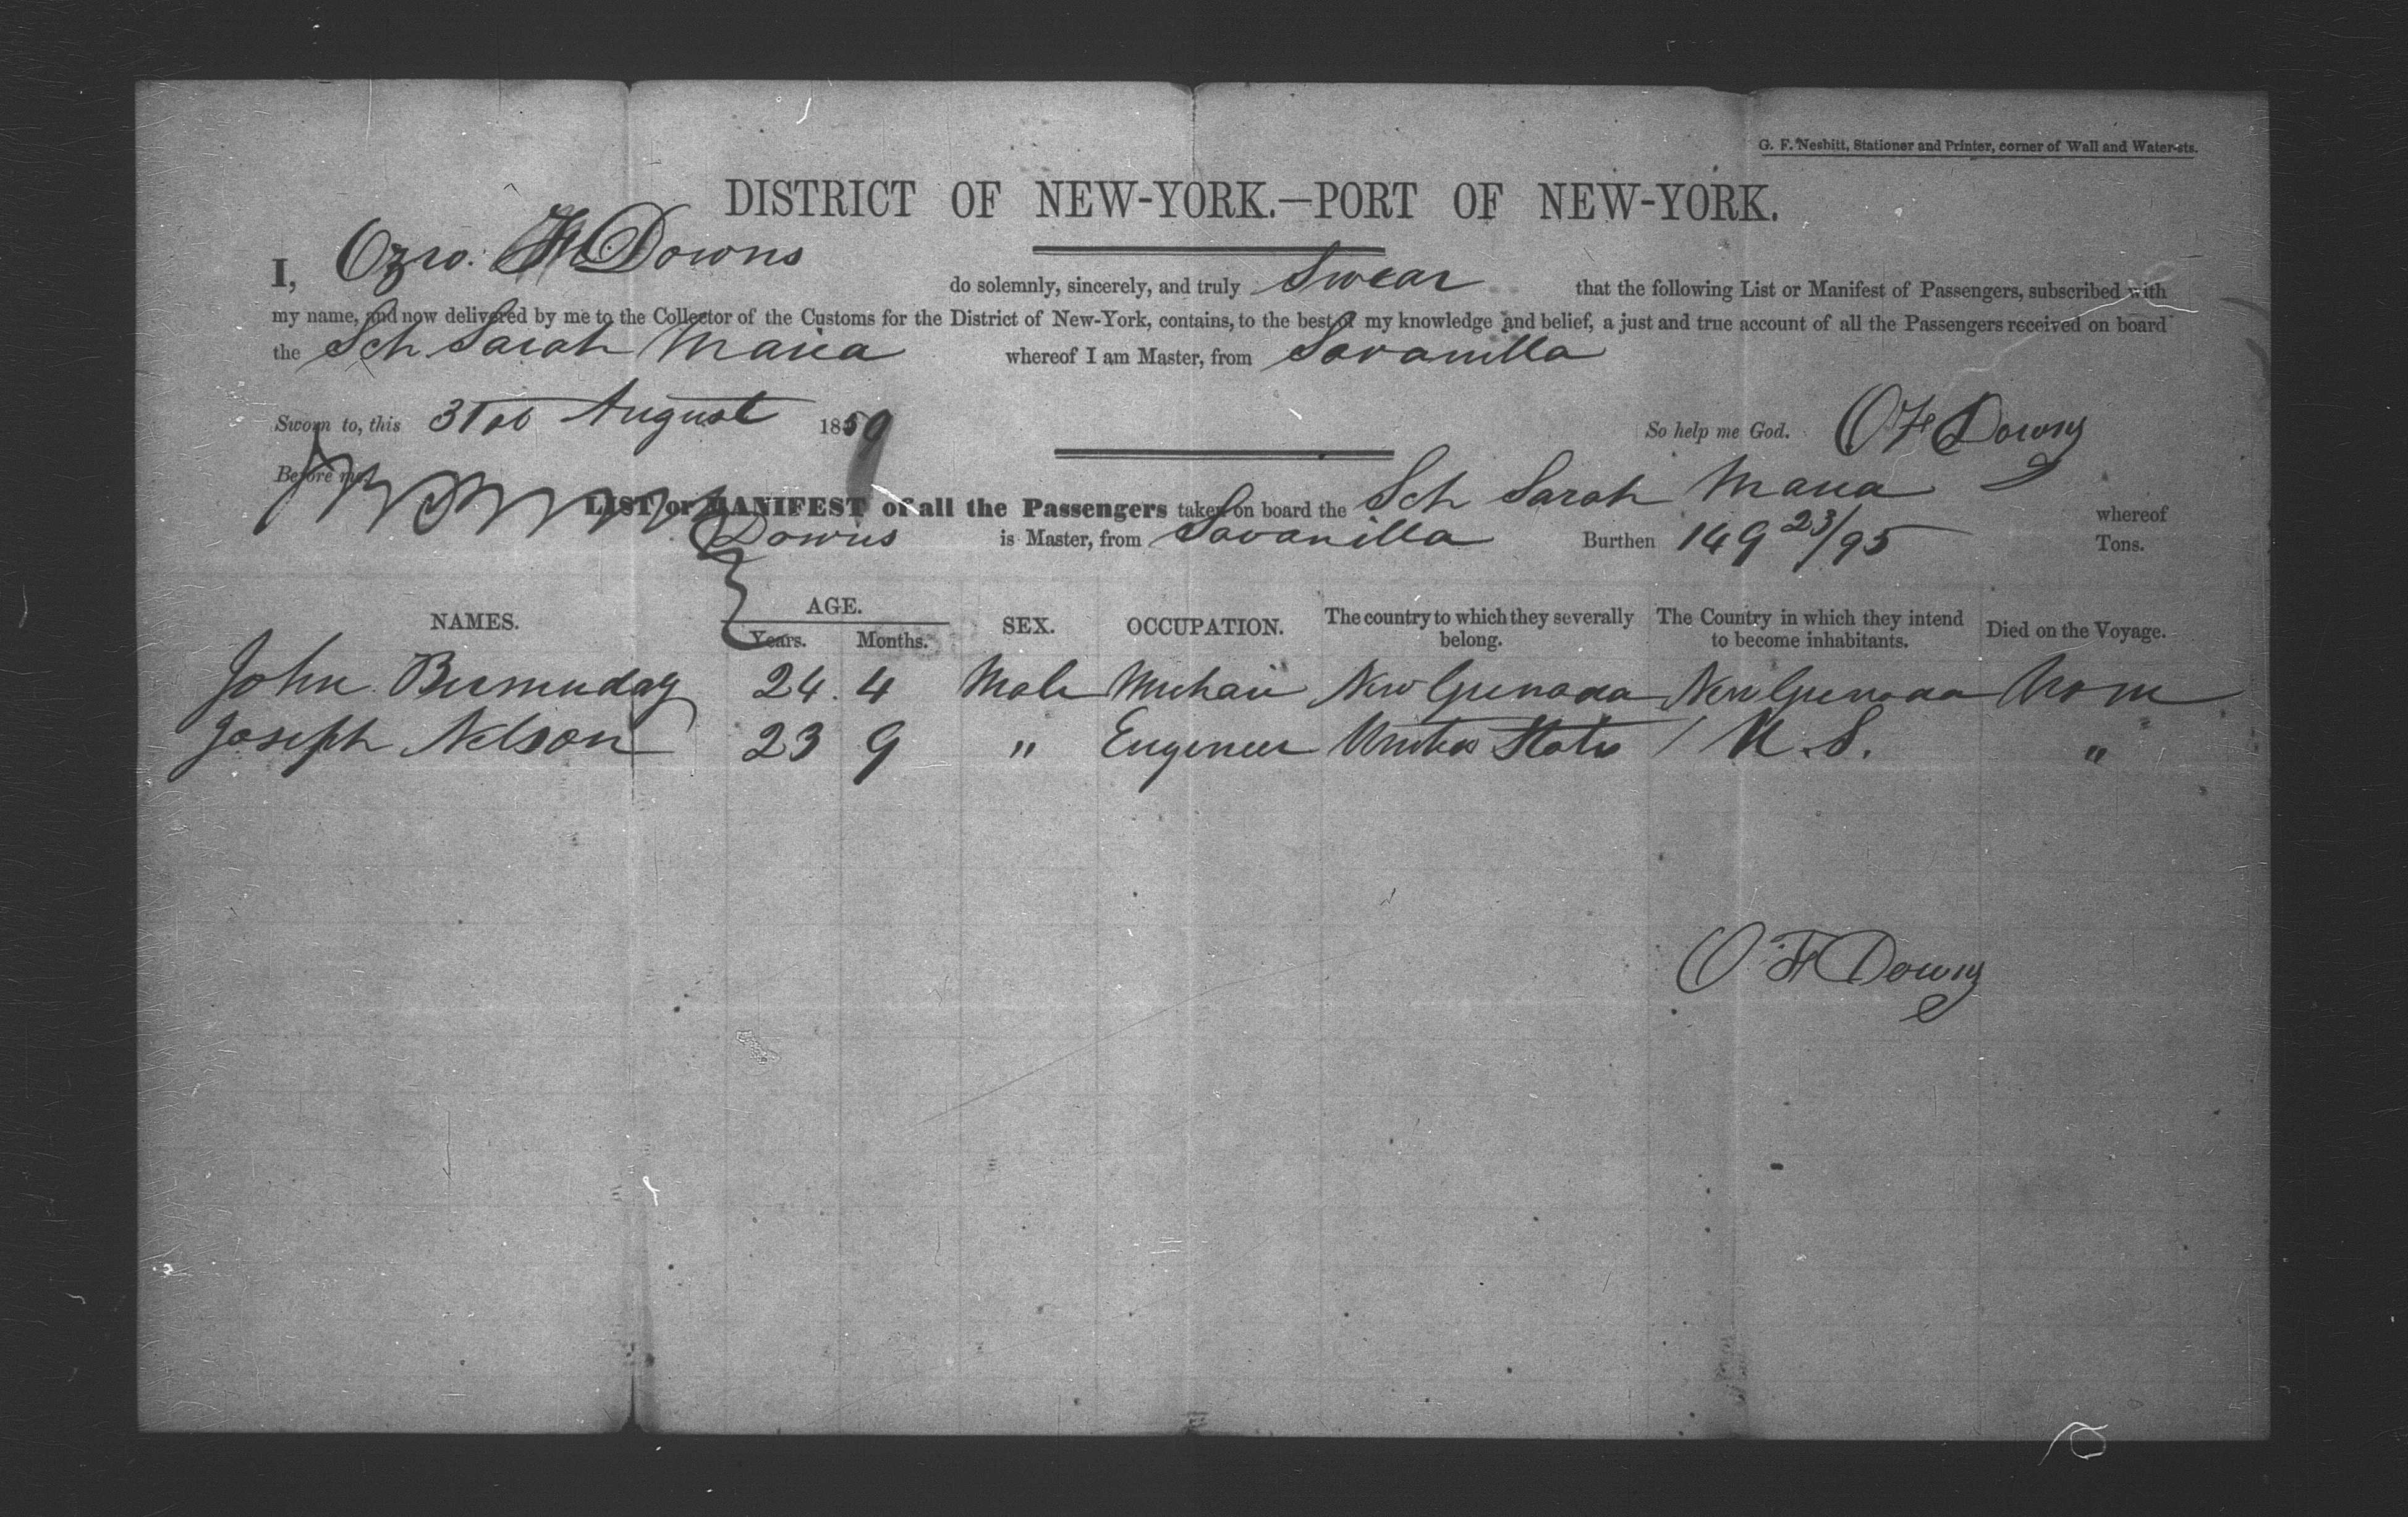 G. F. Nesbitt, Stationer and Printer, corner of Wall and Water-sts.
DISTRICT OF NEW-YORK.—PORT OF NEW-YORK.
I, Ozro. F Downs do solemnly, sincerely, and truly Swear that the following List or Manifest of Passengers, subscribed with
my name, and now delivered by me to the Collector of the Customs for the District of New-York, contains, to the best of my knowledge and belief, a just and true account of all the Passengers received on board
the Sch Sarah Maria whereof I am Master, from Savanilla
Sworn to, this 31st August 1859 So help me God. O F Downs
Before me,
LIST or MANIFEST of all the Passengers taken on board the Sch Sarah Maria whereof
Downs is Master, from Savanilla Burthen 149 23/95 Tons.
NAMES. AGE. Years. Months. SEX. OCCUPATION. The country to which they severally belong. The Country in which they intend to become inhabitants. Died on the Voyage.
John Bermuday 24 4 Male New Grenada New Grenada None
Joseph Nelson 23 9 " Engineer United States / U. S. "
O. F Downs